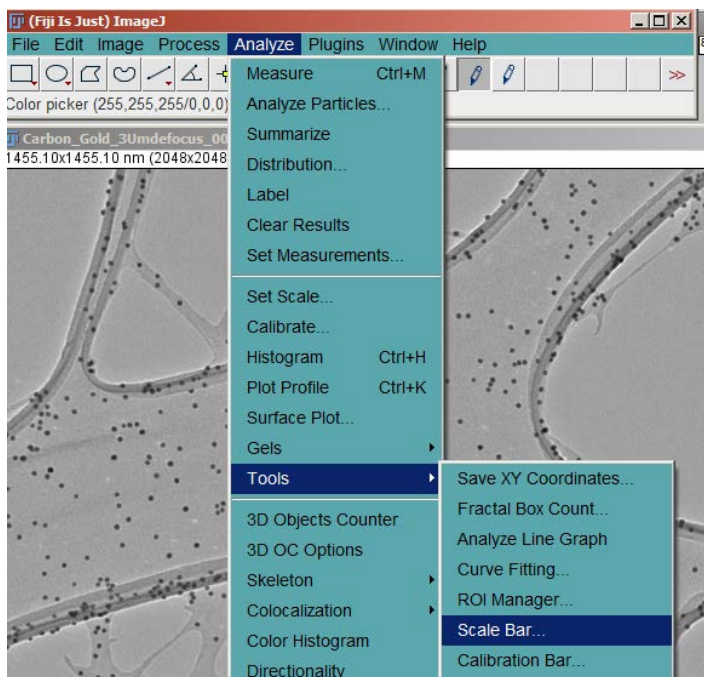 (Fiji Is Just) ImageJ
File Edit Image Process Analyze Plugins Window Help
>>
Color picker (255,255,255/0,0,0)
Carbon_Gold_3Umdefocus_00
1455.10x1455.10 nm (2048x2048
Measure Ctrl+M
Analyze Particles...
Summarize
Distribution...
Label
Clear Results
Set Measurements...
Set Scale...
Calibrate...
Histogram Ctrl+H
Plot Profile Ctrl+K
Surface Plot...
Gels
Tools
3D Objects Counter
3D OC Options
Skeleton
Colocalization
Color Histogram
Directionality
Save XY Coordinates...
Fractal Box Count...
Analyze Line Graph
Curve Fitting...
ROI Manager...
Scale Bar...
Calibration Bar...